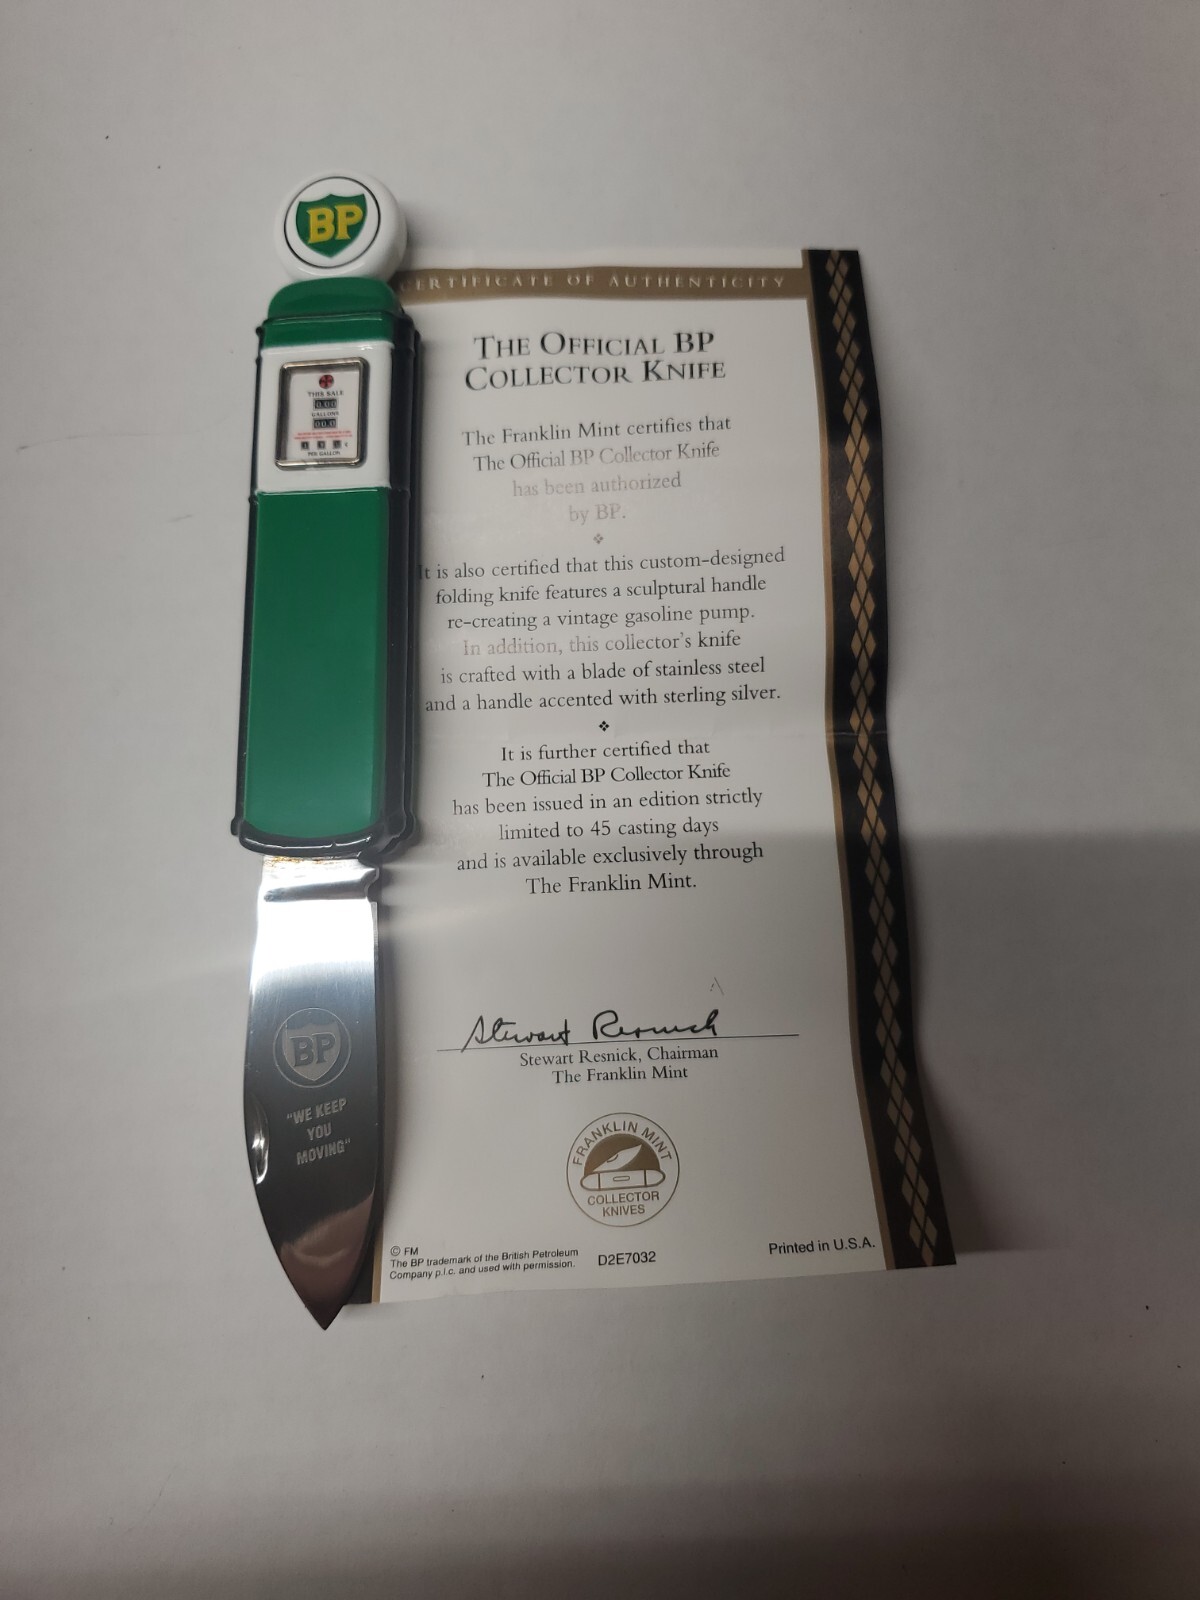 BP
THIS SALE
0.00
GALLONS
00.0
PER GALLON
BP
"WE KEEP
YOU
MOVING"
CERTIFICATE OF AUTHENTICITY
THE OFFICIAL BP
COLLECTOR KNIFE
The Franklin Mint certifies that
The Official BP Collector Knife
has been authorized
by BP.
It is also certified that this custom-designed
folding knife features a sculptural handle
re-creating a vintage gasoline pump.
In addition, this collector's knife
is crafted with a blade of stainless steel
and a handle accented with sterling silver.
It is further certified that
The Official BP Collector Knife
has been issued in an edition strictly
limited to 45 casting days
and is available exclusively through
The Franklin Mint.
Stewart Resnick
Stewart Resnick, Chairman
The Franklin Mint
FRANKLIN MINT
COLLECTOR
KNIVES
© FM
The BP trademark of the British Petroleum
Company p.l.c. and used with permission.
D2E7032
Printed in U.S.A.